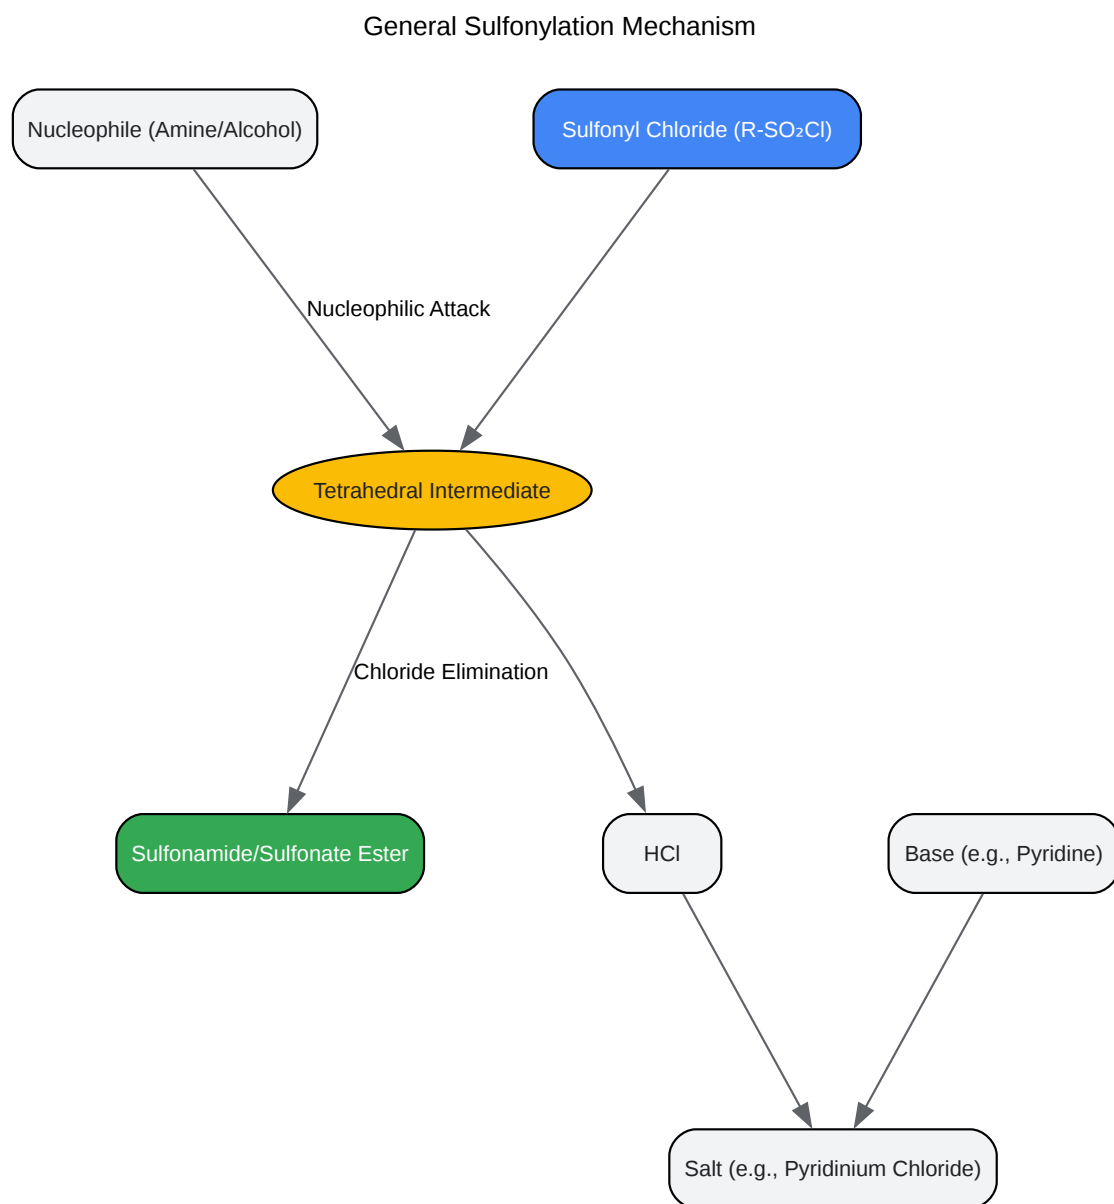 General Sulfonylation Mechanism
Nucleophile (Amine/Alcohol)
Sulfonyl Chloride (R-SO₂Cl)
Nucleophilic Attack
Tetrahedral Intermediate
Chloride Elimination
Sulfonamide/Sulfonate Ester
HCl
Base (e.g., Pyridine)
Salt (e.g., Pyridinium Chloride)